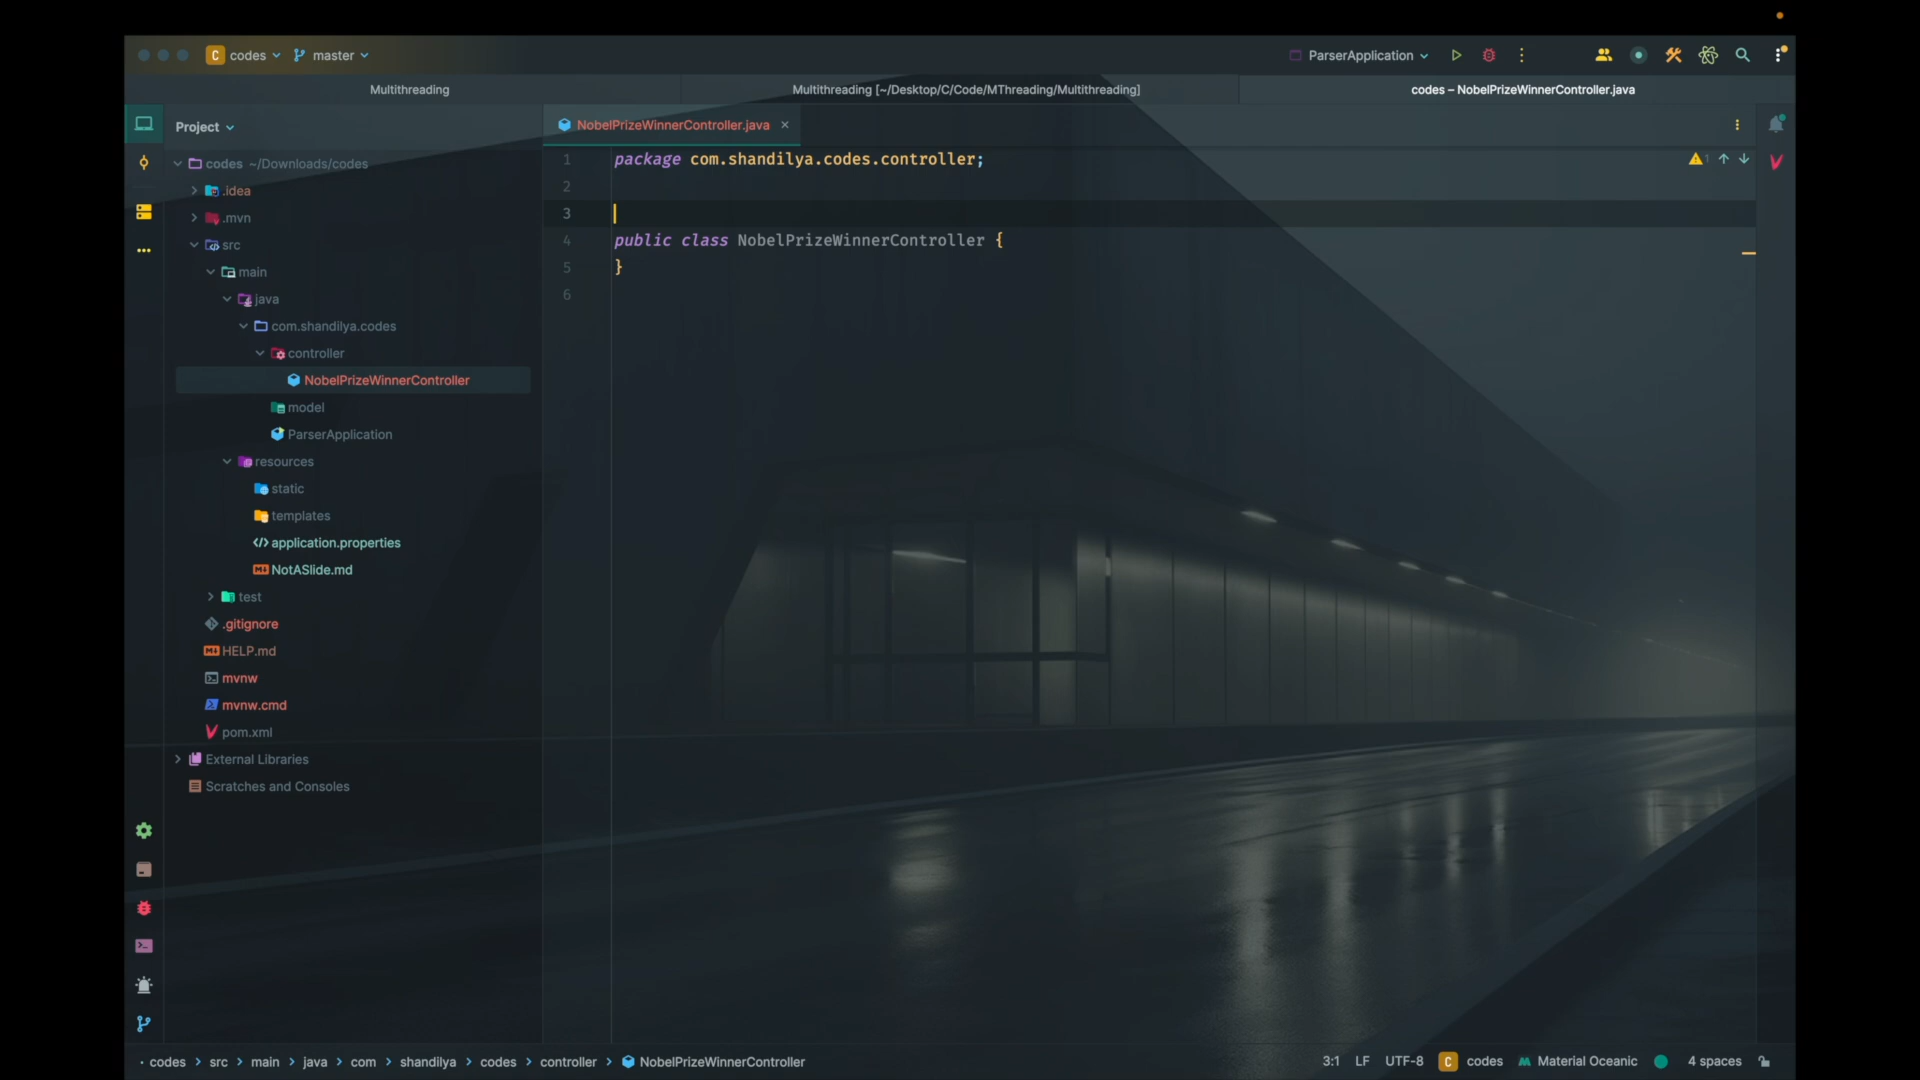 C codes master ParserApplication
Multithreading Multithreading [~/Desktop/C/Code/MThreading/Multithreading] codes – NobelPrizeWinnerController.java
Project
NobelPrizeWinnerController.java
codes ~/Downloads/codes
.idea
.mvn
src
main
java
com.shandilya.codes
controller
NobelPrizeWinnerController
model
ParserApplication
resources
static
templates
application.properties
NotASlide.md
test
.gitignore
HELP.md
mvnw
mvnw.cmd
pom.xml
External Libraries
Scratches and Consoles
1 package com.shandilya.codes.controller;
2
3
4 public class NobelPrizeWinnerController {
5 }
6
1
codes > src > main > java > com > shandilya > codes > controller > NobelPrizeWinnerController
3:1 LF UTF-8 C codes Material Oceanic 4 spaces